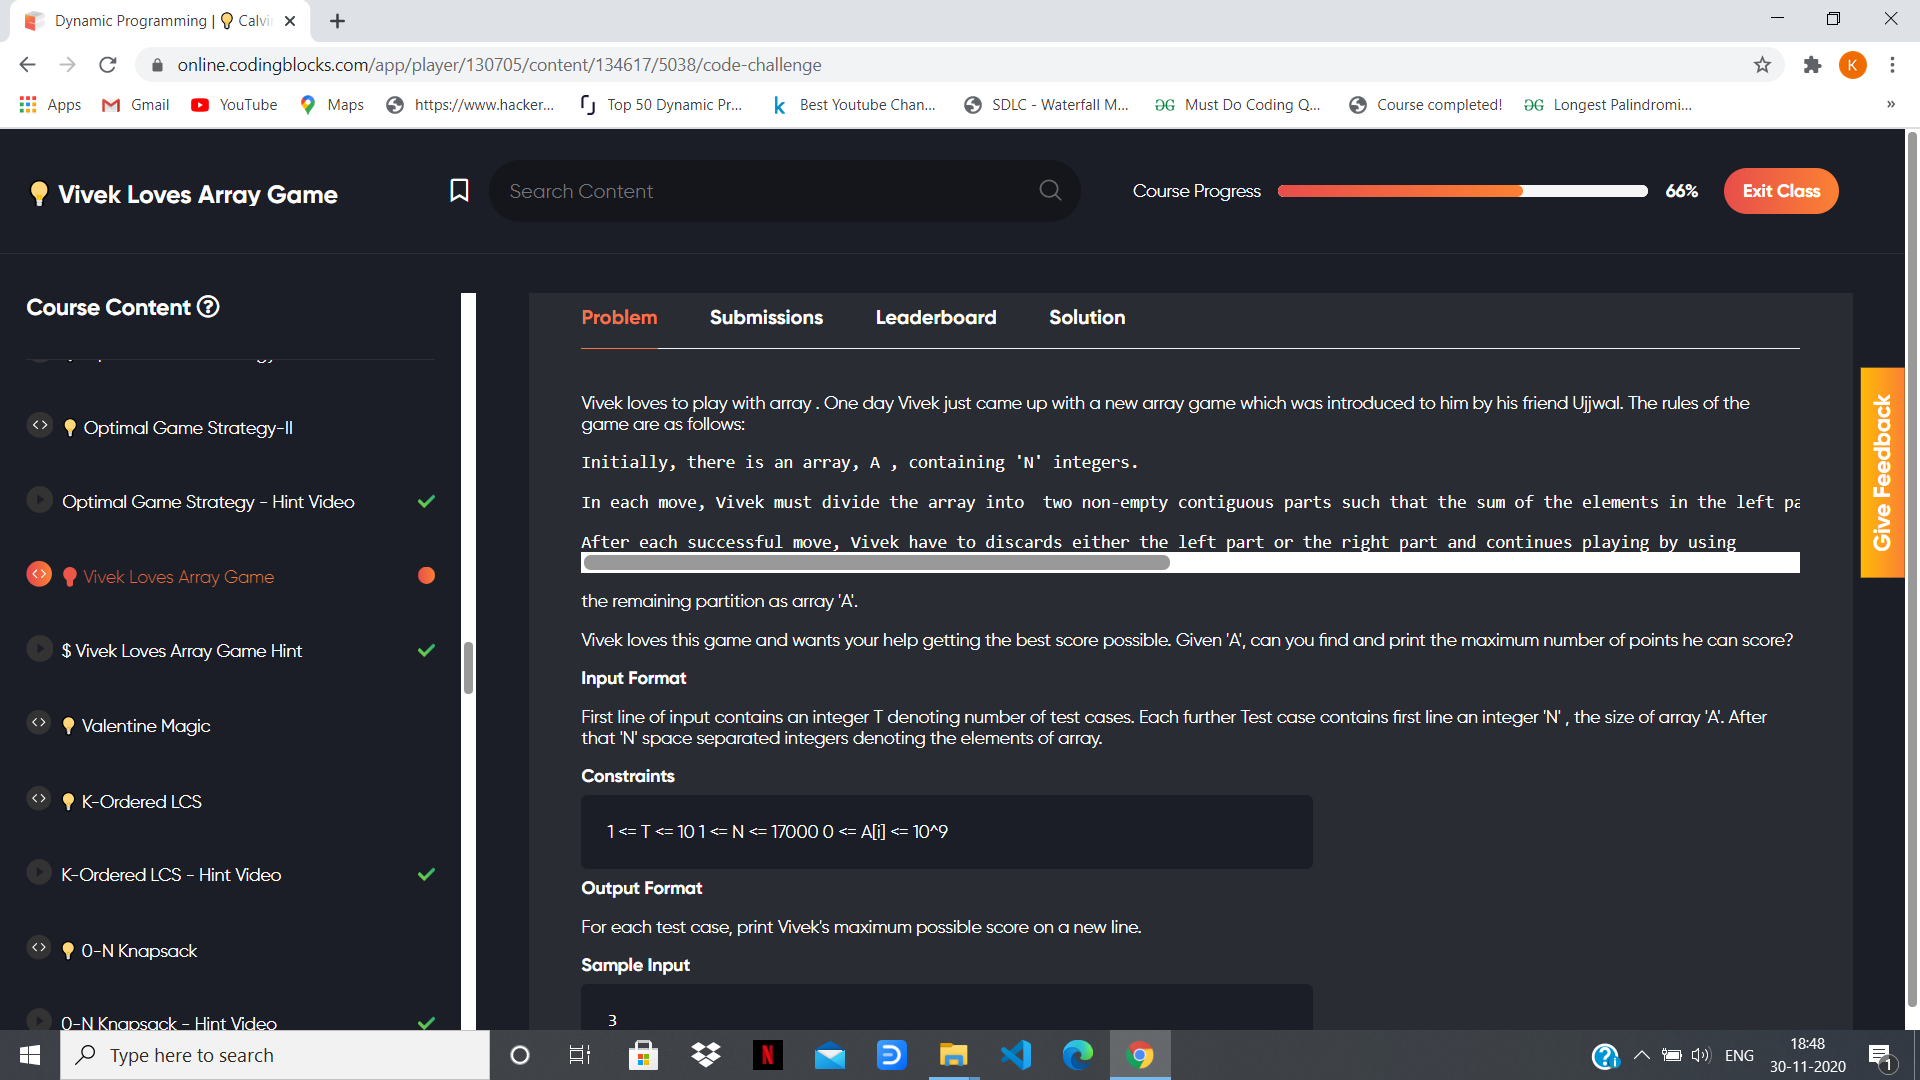 Dynamic Programming | 💡 Calvi
online.codingblocks.com/app/player/130705/content/134617/5038/code-challenge
K
Apps
Gmail
YouTube
Maps
https://www.hacker...
Top 50 Dynamic Pr...
Best Youtube Chan...
SDLC - Waterfall M...
Must Do Coding Q...
Course completed!
Longest Palindromi...
»
💡 Vivek Loves Array Game
Search Content
Course Progress
66%
Exit Class
Course Content
Optimal Game Strategy-II
Optimal Game Strategy - Hint Video
Vivek Loves Array Game
$ Vivek Loves Array Game Hint
Valentine Magic
K-Ordered LCS
K-Ordered LCS - Hint Video
0-N Knapsack
0-N Knapsack - Hint Video
Problem
Submissions
Leaderboard
Solution
Vivek loves to play with array . One day Vivek just came up with a new array game which was introduced to him by his friend Ujjwal. The rules of the
game are as follows:
Initially, there is an array, A , containing 'N' integers.
In each move, Vivek must divide the array into  two non-empty contiguous parts such that the sum of the elements in the left pa
After each successful move, Vivek have to discards either the left part or the right part and continues playing by using
the remaining partition as array 'A'.
Vivek loves this game and wants your help getting the best score possible. Given 'A', can you find and print the maximum number of points he can score?
Input Format
First line of input contains an integer T denoting number of test cases. Each further Test case contains first line an integer 'N' , the size of array 'A'. After
that 'N' space separated integers denoting the elements of array.
Constraints
1 <= T <= 10 1 <= N <= 17000 0 <= A[i] <= 10^9
Output Format
For each test case, print Vivek's maximum possible score on a new line.
Sample Input
3
Give Feedback
Type here to search
ENG
18:48
30-11-2020
1